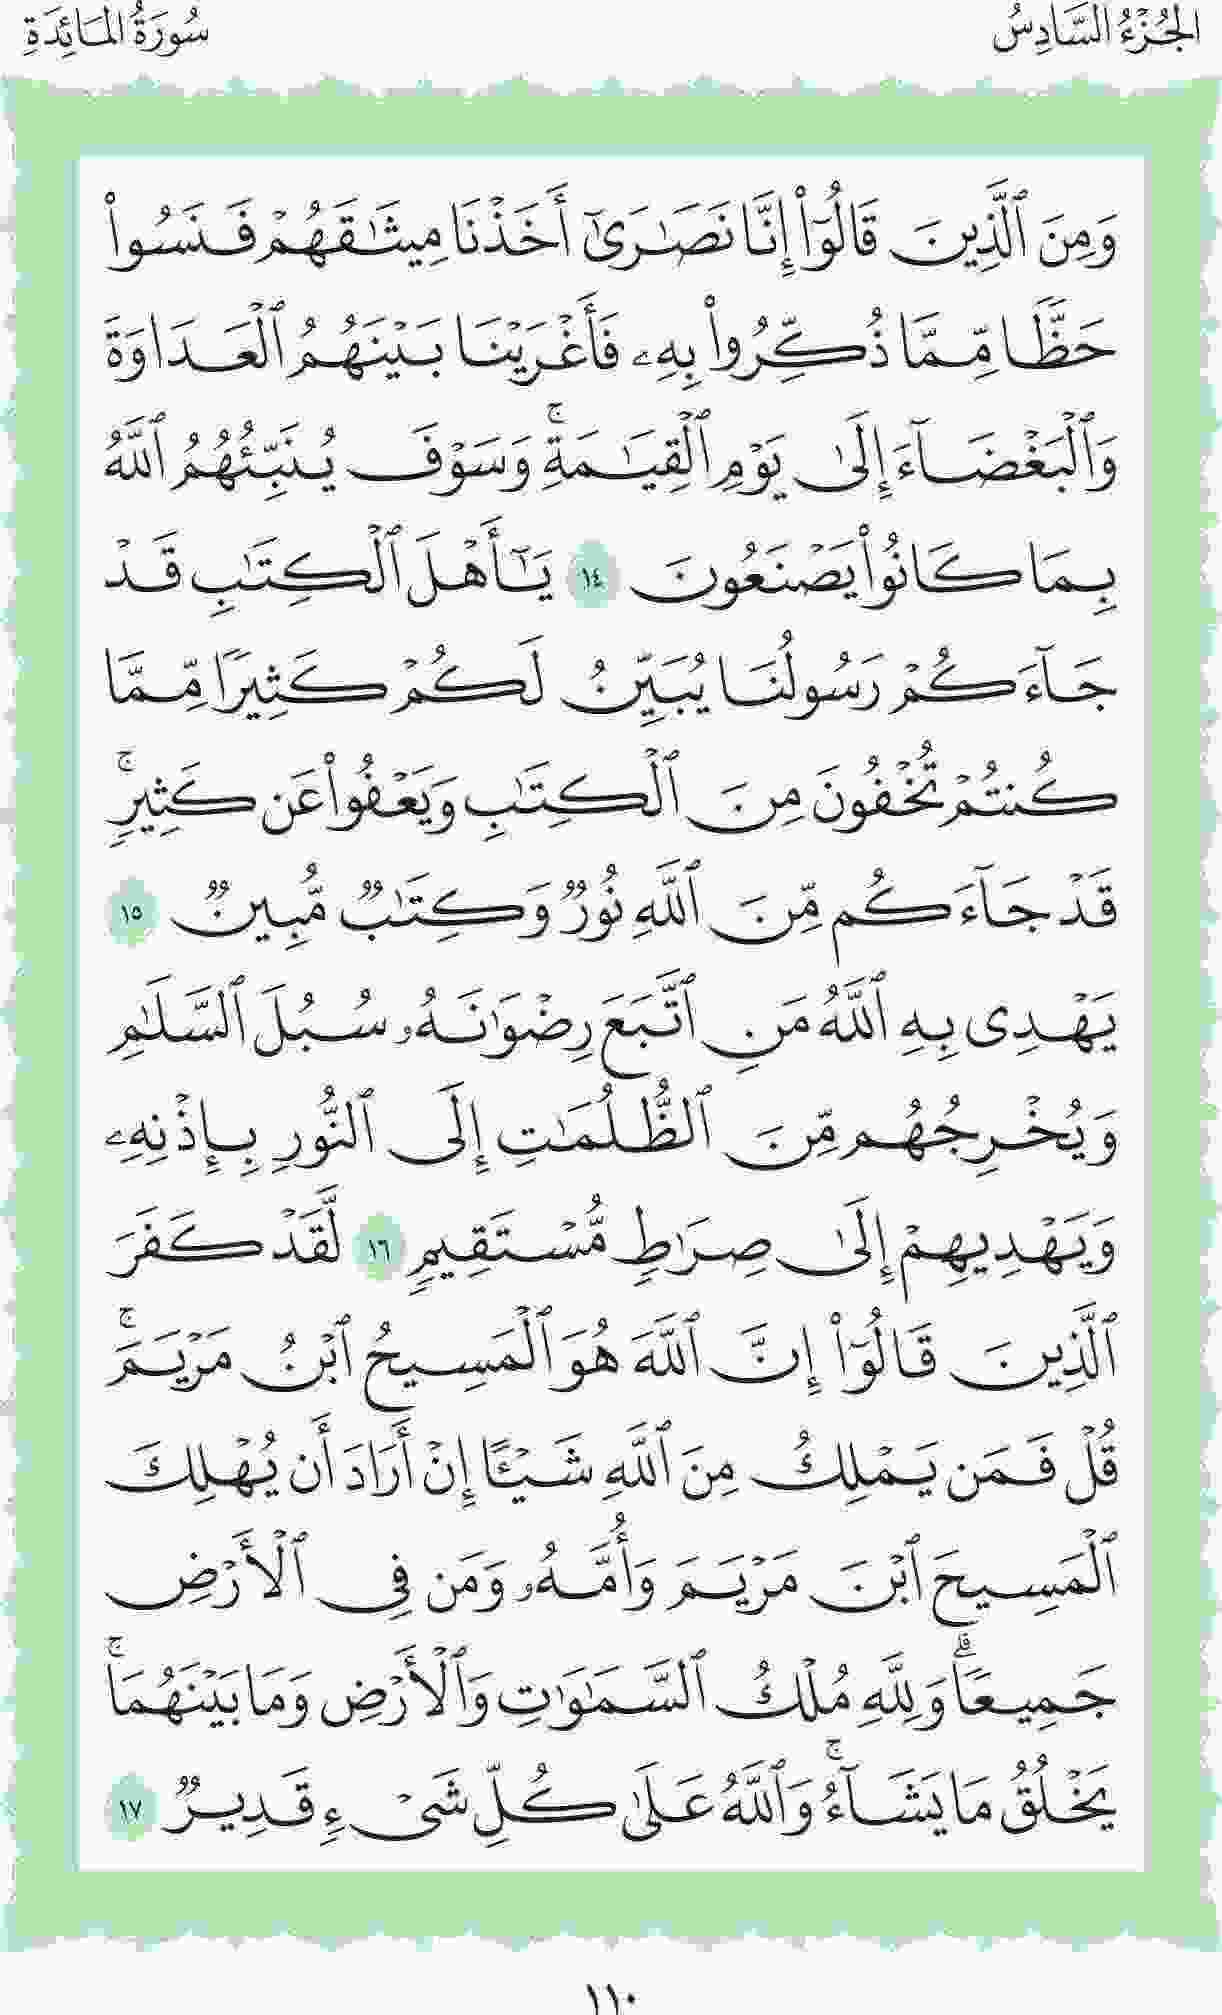 الجُزْءُ السَّادِسُ
سُورَةُ المَائِدَةِ
وَمِنَ ٱلَّذِينَ قَالُوٓاْ إِنَّا نَصَٰرَىٰٓ أَخَذْنَا مِيثَٰقَهُمْ فَنَسُواْ
حَظًّا مِّمَّا ذُكِّرُواْ بِهِۦ فَأَغْرَيْنَا بَيْنَهُمُ ٱلْعَدَاوَةَ
وَٱلْبَغْضَآءَ إِلَىٰ يَوْمِ ٱلْقِيَٰمَةِۚ وَسَوْفَ يُنَبِّئُهُمُ ٱللَّهُ
بِمَا كَانُواْ يَصْنَعُونَ ١٤ يَٰٓأَهْلَ ٱلْكِتَٰبِ قَدْ
جَآءَكُمْ رَسُولُنَا يُبَيِّنُ لَكُمْ كَثِيرًا مِّمَّا
كُنتُمْ تُخْفُونَ مِنَ ٱلْكِتَٰبِ وَيَعْفُواْ عَن كَثِيرٍۚ
قَدْ جَآءَكُم مِّنَ ٱللَّهِ نُورٌ وَكِتَٰبٌ مُّبِينٌ ١٥
يَهْدِى بِهِ ٱللَّهُ مَنِ ٱتَّبَعَ رِضْوَٰنَهُۥ سُبُلَ ٱلسَّلَٰمِ
وَيُخْرِجُهُم مِّنَ ٱلظُّلُمَٰتِ إِلَى ٱلنُّورِ بِإِذْنِهِۦ
وَيَهْدِيهِمْ إِلَىٰ صِرَٰطٍ مُّسْتَقِيمٍ ١٦ لَّقَدْ كَفَرَ
ٱلَّذِينَ قَالُوٓاْ إِنَّ ٱللَّهَ هُوَ ٱلْمَسِيحُ ٱبْنُ مَرْيَمَۚ
قُلْ فَمَن يَمْلِكُ مِنَ ٱللَّهِ شَيْـًٔا إِنْ أَرَادَ أَن يُهْلِكَ
ٱلْمَسِيحَ ٱبْنَ مَرْيَمَ وَأُمَّهُۥ وَمَن فِى ٱلْأَرْضِ
جَمِيعًاۗ وَلِلَّهِ مُلْكُ ٱلسَّمَٰوَٰتِ وَٱلْأَرْضِ وَمَا بَيْنَهُمَاۚ
يَخْلُقُ مَا يَشَآءُۚ وَٱللَّهُ عَلَىٰ كُلِّ شَىْءٍ قَدِيرٌ ١٧
١١٠